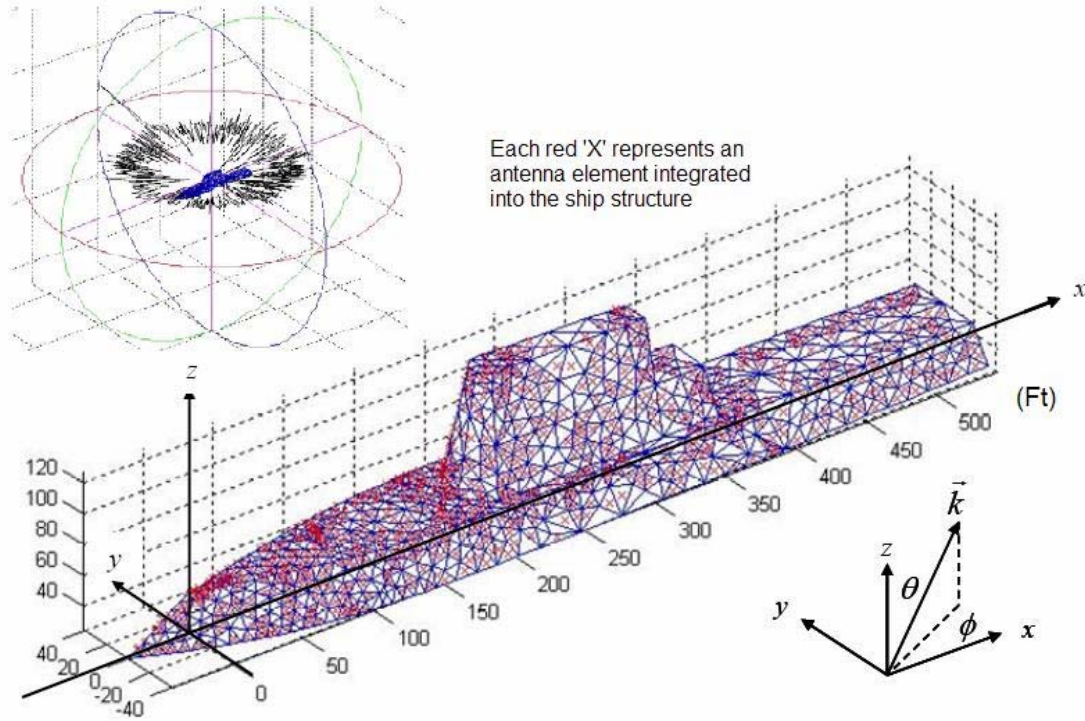 Each red 'X' represents an
antenna element integrated
into the ship structure
z
x
(Ft)
120
100
80
60
40
40
20
0
-20
-40
y
0
50
100
150
200
250
300
350
400
450
500
k⃗
z
θ
y
ϕ
x